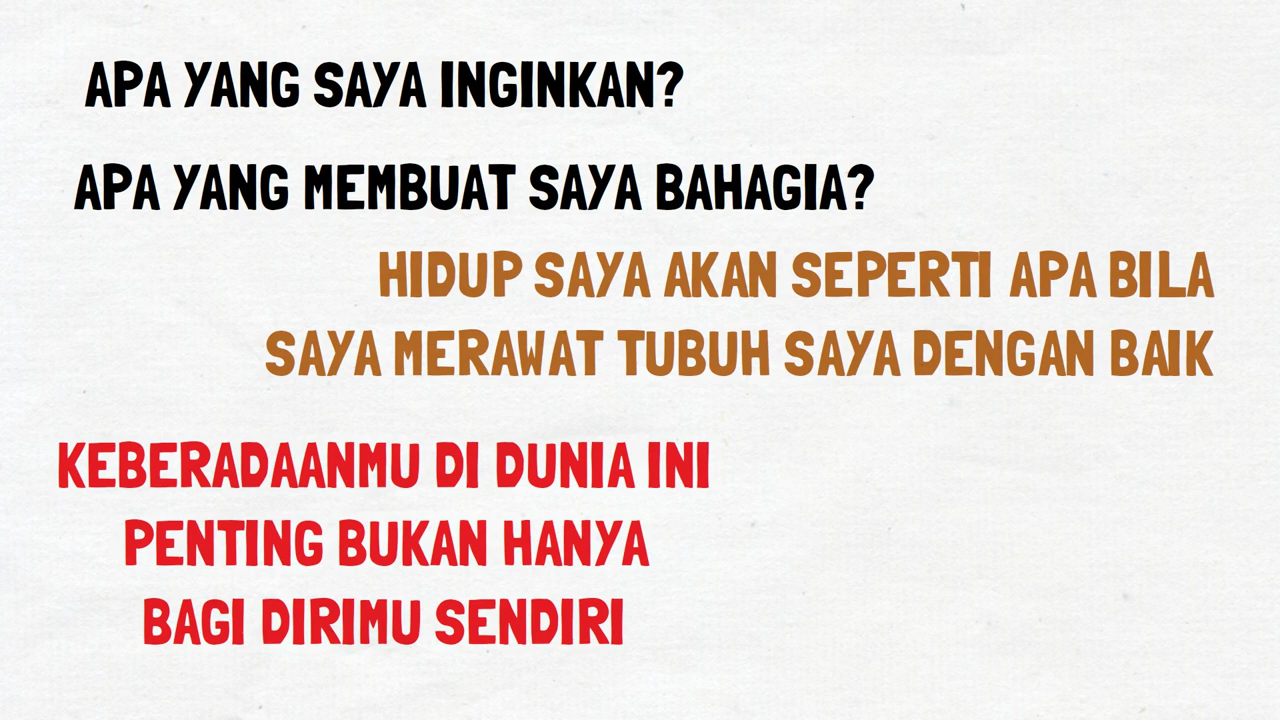 APA YANG SAYA INGINKAN?
APA YANG MEMBUAT SAYA BAHAGIA?
HIDUP SAYA AKAN SEPERTI APA BILA
SAYA MERAWAT TUBUH SAYA DENGAN BAIK
KEBERADAANMU DI DUNIA INI
PENTING BUKAN HANYA
BAGI DIRIMU SENDIRI